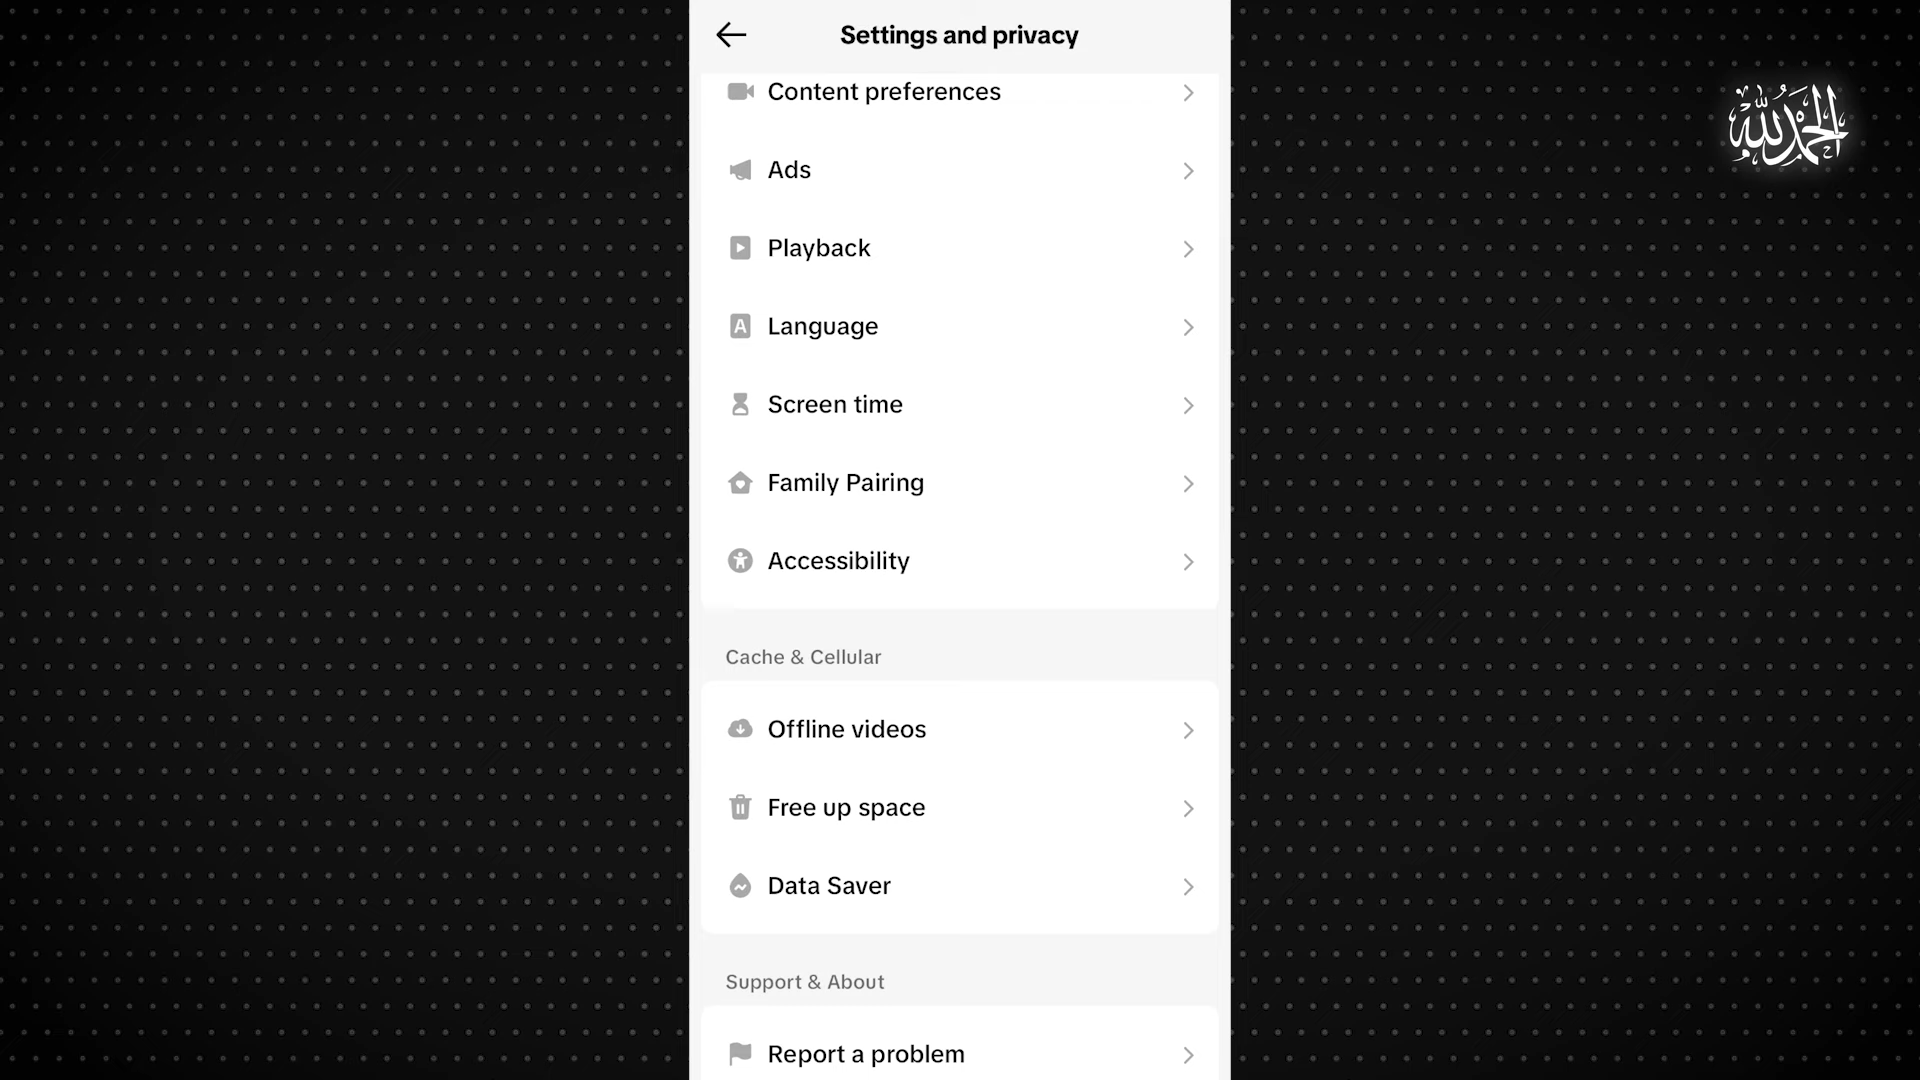 Settings and privacy
الحمد لله
Content preferences
Ads
Playback
Language
Screen time
Family Pairing
Accessibility
Cache & Cellular
Offline videos
Free up space
Data Saver
Support & About
Report a problem